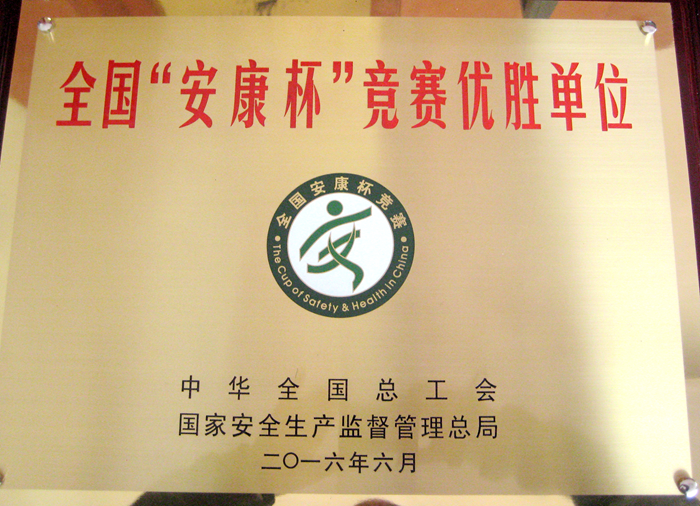 全国“安康杯”竞赛优胜单位
全国安康杯竞赛
The Cup of Safety & Health in China
中华全国总工会
国家安全生产监督管理总局
二〇一六年六月